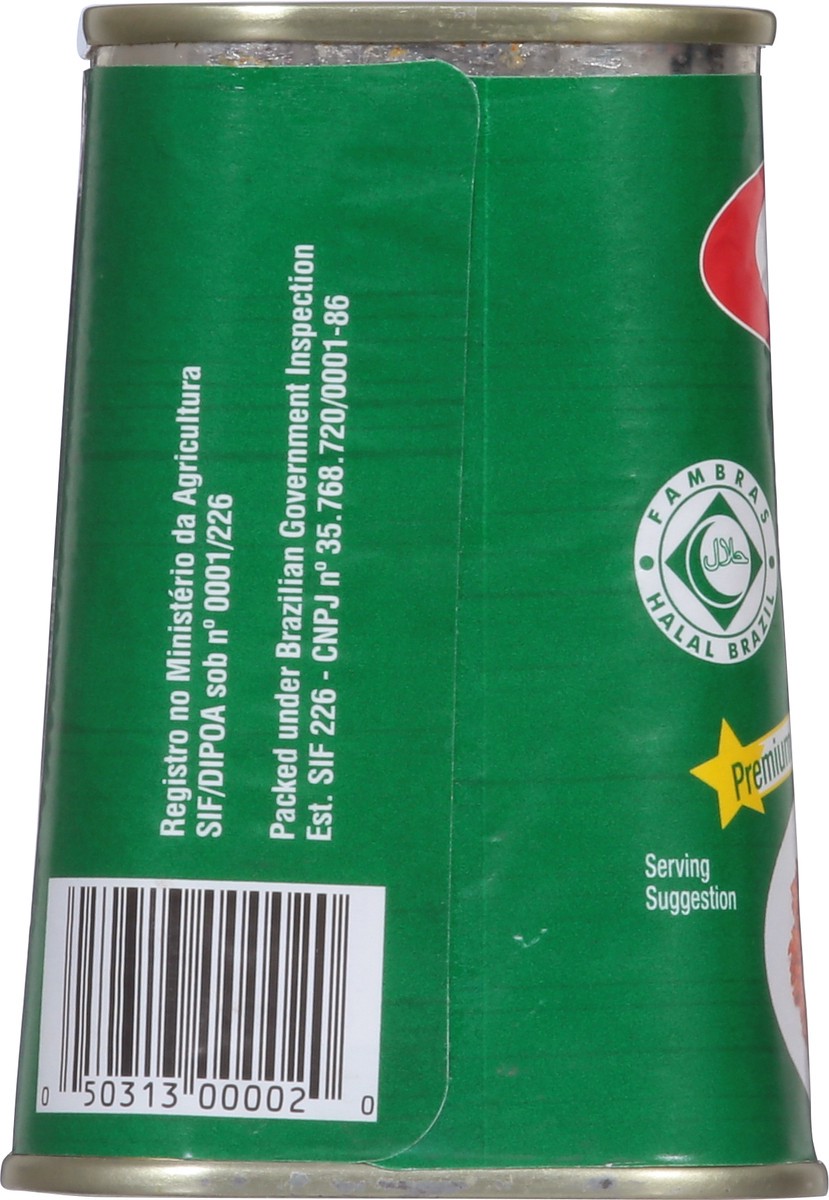 Registro no Ministério da Agricultura
SIF/DIPOA sob nº 0001/226
Packed under Brazilian Government Inspection
Est. SIF 226 - CNPJ nº 35.768.720/0001-86
FAMBRAS
حلال
HALAL BRAZIL
Premium
Serving
Suggestion
0 50313 00002 0